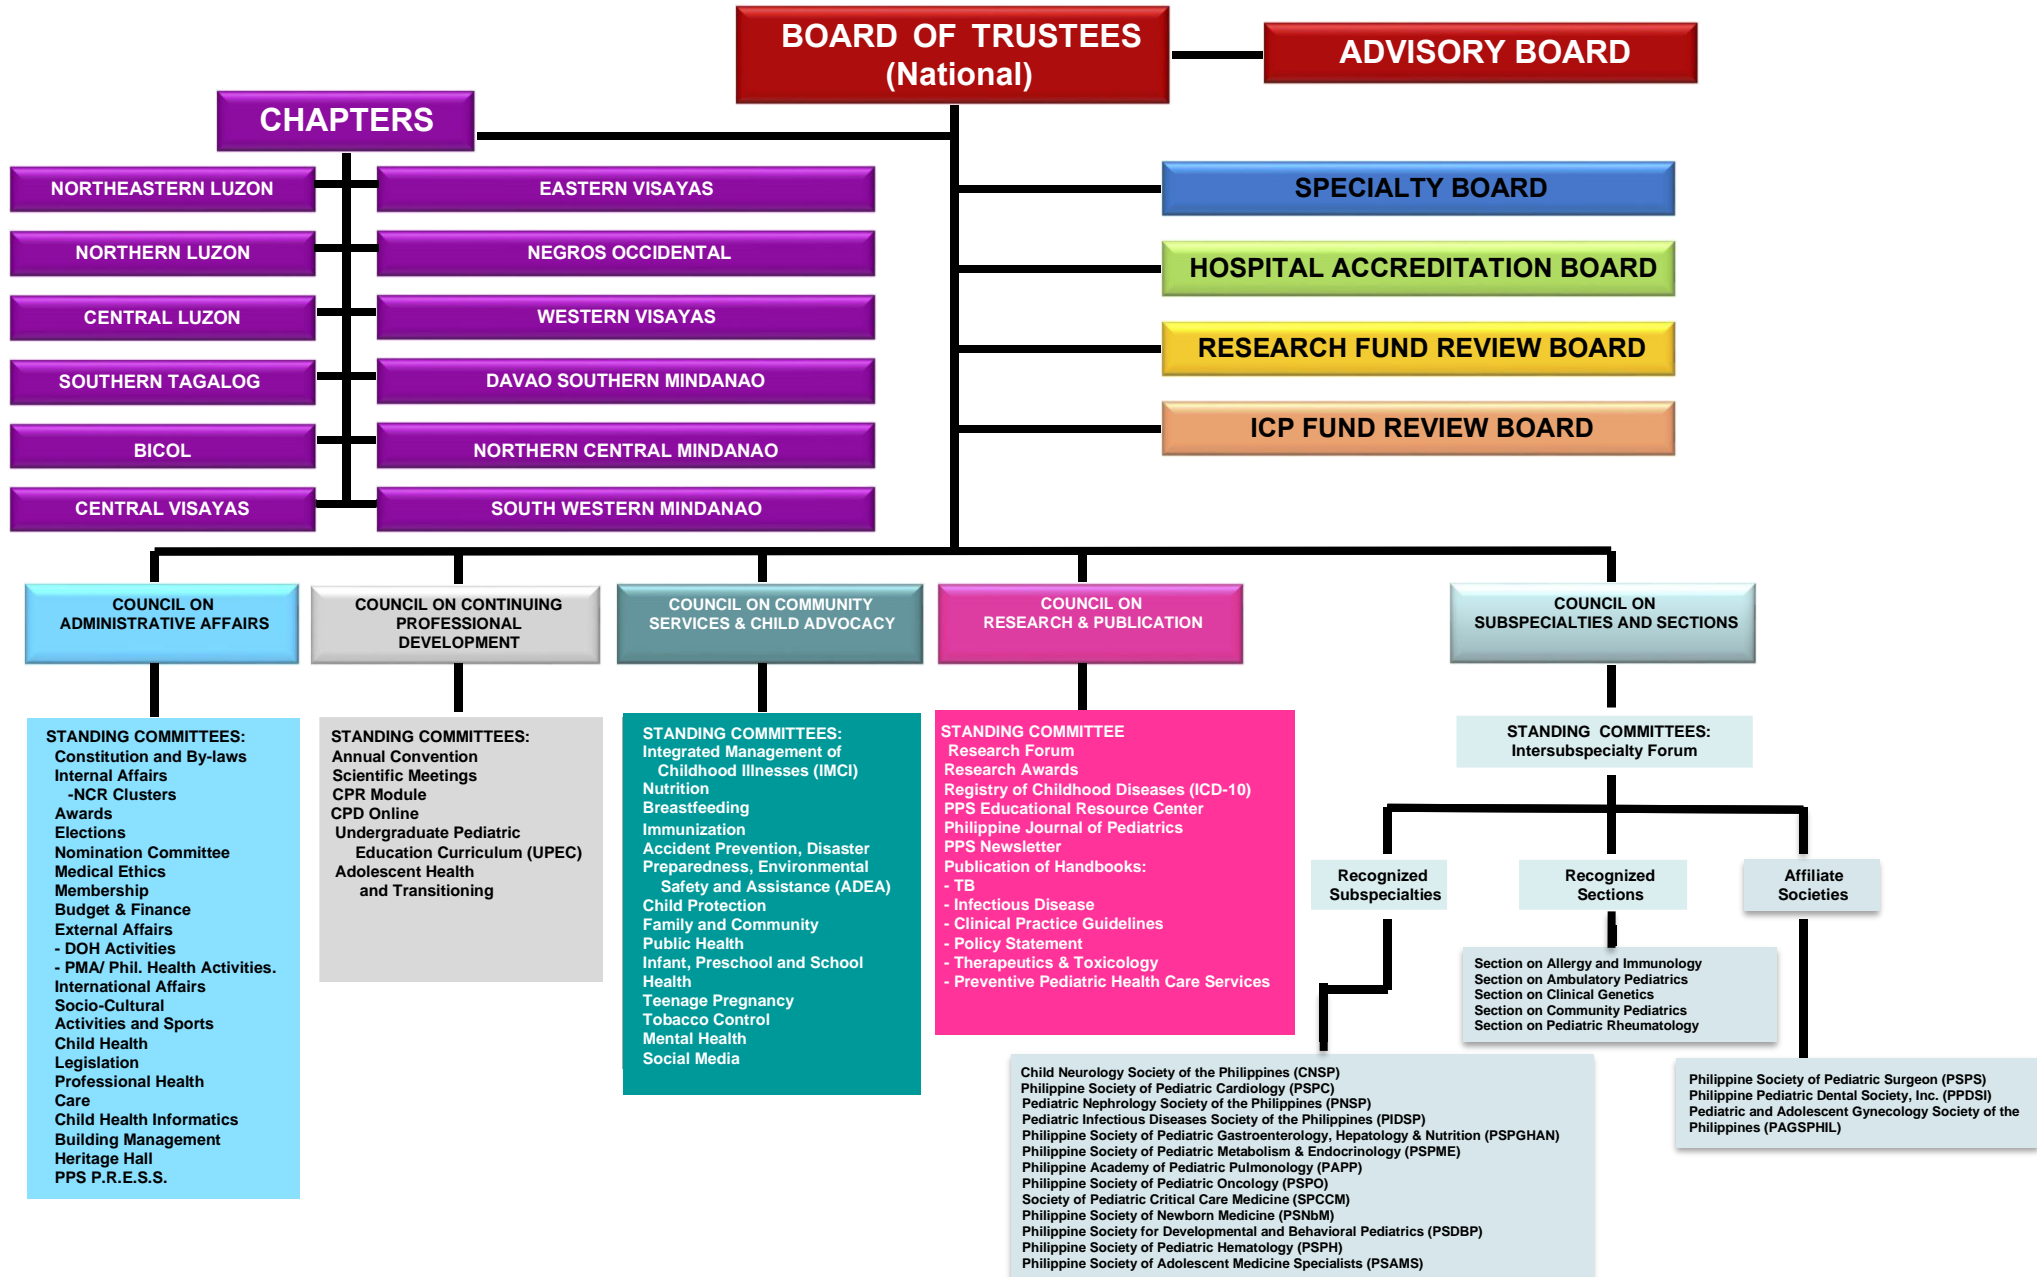 BOARD OF TRUSTEES
(National)
ADVISORY BOARD
CHAPTERS
NORTHEASTERN LUZON
EASTERN VISAYAS
NORTHERN LUZON
NEGROS OCCIDENTAL
CENTRAL LUZON
WESTERN VISAYAS
SOUTHERN TAGALOG
DAVAO SOUTHERN MINDANAO
BICOL
NORTHERN CENTRAL MINDANAO
CENTRAL VISAYAS
SOUTH WESTERN MINDANAO
SPECIALTY BOARD
HOSPITAL ACCREDITATION BOARD
RESEARCH FUND REVIEW BOARD
ICP FUND REVIEW BOARD
COUNCIL ON
ADMINISTRATIVE AFFAIRS
STANDING COMMITTEES:
Constitution and By-laws
Internal Affairs
-NCR Clusters
Awards
Elections
Nomination Committee
Medical Ethics
Membership
Budget & Finance
External Affairs
- DOH Activities
- PMA/ Phil. Health Activities.
International Affairs
Socio-Cultural
Activities and Sports
Child Health
Legislation
Professional Health
Care
Child Health Informatics
Building Management
Heritage Hall
PPS P.R.E.S.S.
COUNCIL ON CONTINUING
PROFESSIONAL
DEVELOPMENT
STANDING COMMITTEES:
Annual Convention
Scientific Meetings
CPR Module
CPD Online
Undergraduate Pediatric
Education Curriculum (UPEC)
Adolescent Health
and Transitioning
COUNCIL ON COMMUNITY
SERVICES & CHILD ADVOCACY
STANDING COMMITTEES:
Integrated Management of
Childhood Illnesses (IMCI)
Nutrition
Breastfeeding
Immunization
Accident Prevention, Disaster
Preparedness, Environmental
Safety and Assistance (ADEA)
Child Protection
Family and Community
Public Health
Infant, Preschool and School
Health
Teenage Pregnancy
Tobacco Control
Mental Health
Social Media
COUNCIL ON
RESEARCH & PUBLICATION
STANDING COMMITTEE
Research Forum
Research Awards
Registry of Childhood Diseases (ICD-10)
PPS Educational Resource Center
Philippine Journal of Pediatrics
PPS Newsletter
Publication of Handbooks:
- TB
- Infectious Disease
- Clinical Practice Guidelines
- Policy Statement
- Therapeutics & Toxicology
- Preventive Pediatric Health Care Services
COUNCIL ON
SUBSPECIALTIES AND SECTIONS
STANDING COMMITTEES:
Intersubspecialty Forum
Recognized
Subspecialties
Child Neurology Society of the Philippines (CNSP)
Philippine Society of Pediatric Cardiology (PSPC)
Pediatric Nephrology Society of the Philippines (PNSP)
Pediatric Infectious Diseases Society of the Philippines (PIDSP)
Philippine Society of Pediatric Gastroenterology, Hepatology & Nutrition (PSPGHAN)
Philippine Society of Pediatric Metabolism & Endocrinology (PSPME)
Philippine Academy of Pediatric Pulmonology (PAPP)
Philippine Society of Pediatric Oncology (PSPO)
Society of Pediatric Critical Care Medicine (SPCCM)
Philippine Society of Newborn Medicine (PSNbM)
Philippine Society for Developmental and Behavioral Pediatrics (PSDBP)
Philippine Society of Pediatric Hematology (PSPH)
Philippine Society of Adolescent Medicine Specialists (PSAMS)
Recognized
Sections
Section on Allergy and Immunology
Section on Ambulatory Pediatrics
Section on Clinical Genetics
Section on Community Pediatrics
Section on Pediatric Rheumatology
Affiliate
Societies
Philippine Society of Pediatric Surgeon (PSPS)
Philippine Pediatric Dental Society, Inc. (PPDSI)
Pediatric and Adolescent Gynecology Society of the
Philippines (PAGSPHIL)